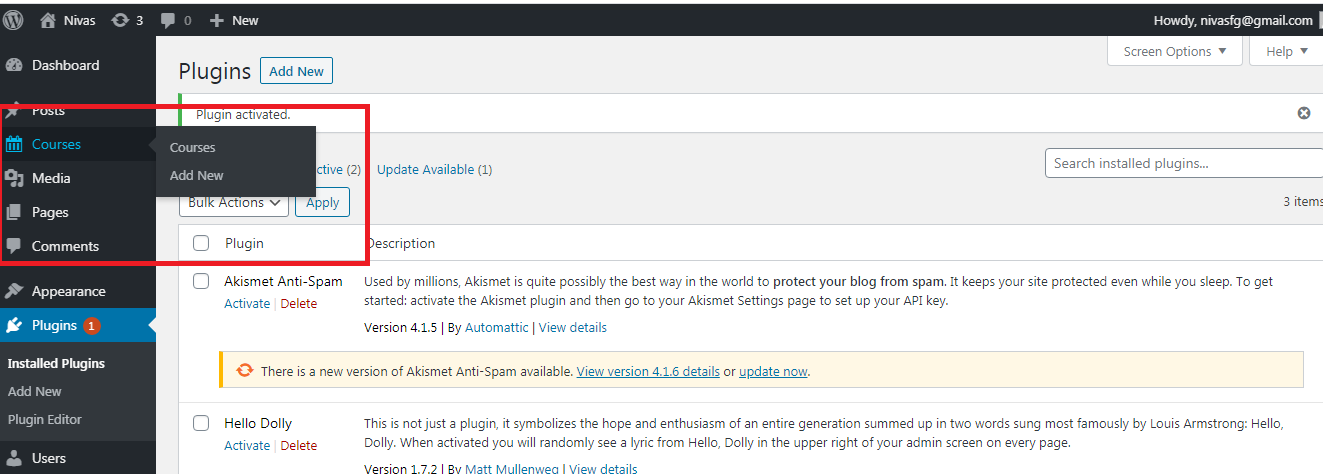 Nivas 3 0 New Howdy, nivasfg@gmail.com
Screen Options Help
Dashboard
Posts
Courses
Media
Pages
Comments
Appearance
Plugins 1
Installed Plugins
Add New
Plugin Editor
Users
Courses
Add New
Plugins Add New
Plugin activated.
ctive (2) Update Available (1)
Search installed plugins...
Bulk Actions Apply 3 items
Plugin Description
Akismet Anti-Spam
Activate | Delete
Used by millions, Akismet is quite possibly the best way in the world to protect your blog from spam. It keeps your site protected even while you sleep. To get
started: activate the Akismet plugin and then go to your Akismet Settings page to set up your API key.
Version 4.1.5 | By Automattic | View details
There is a new version of Akismet Anti-Spam available. View version 4.1.6 details or update now.
Hello Dolly
Activate | Delete
This is not just a plugin, it symbolizes the hope and enthusiasm of an entire generation summed up in two words sung most famously by Louis Armstrong: Hello,
Dolly. When activated you will randomly see a lyric from Hello, Dolly in the upper right of your admin screen on every page.
Version 1.7.2 | By Matt Mullenweg | View details